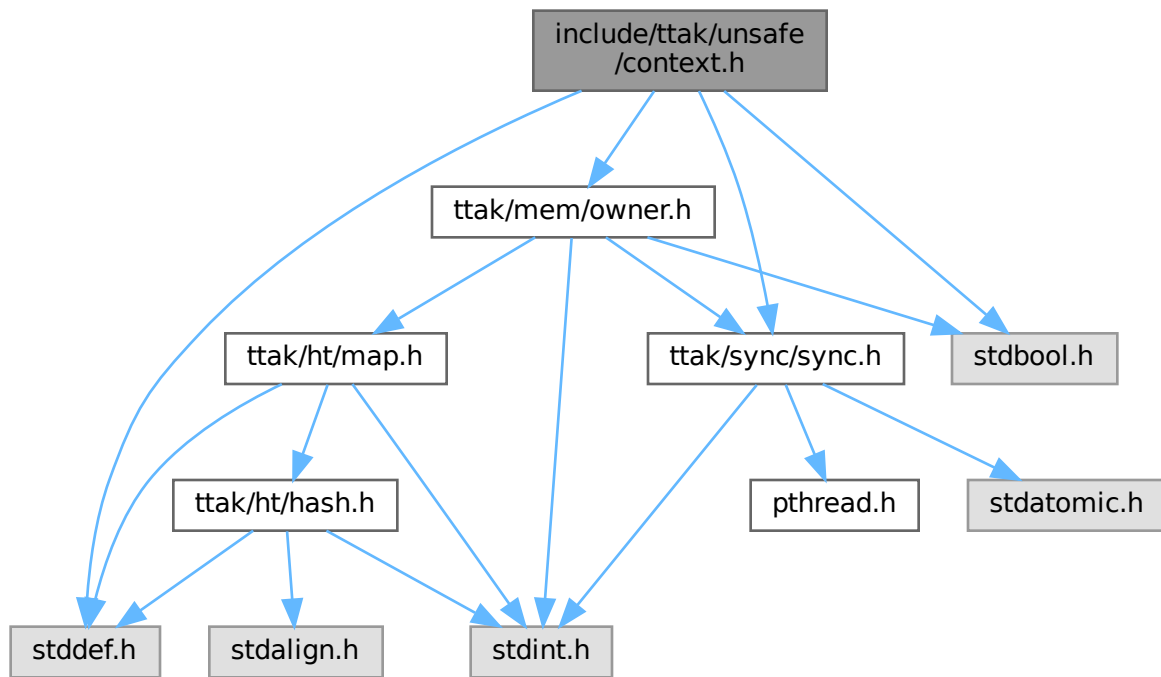 include/ttak/unsafe
/context.h
ttak/mem/owner.h
ttak/ht/map.h
ttak/sync/sync.h
stdbool.h
ttak/ht/hash.h
pthread.h
stdatomic.h
stddef.h
stdalign.h
stdint.h